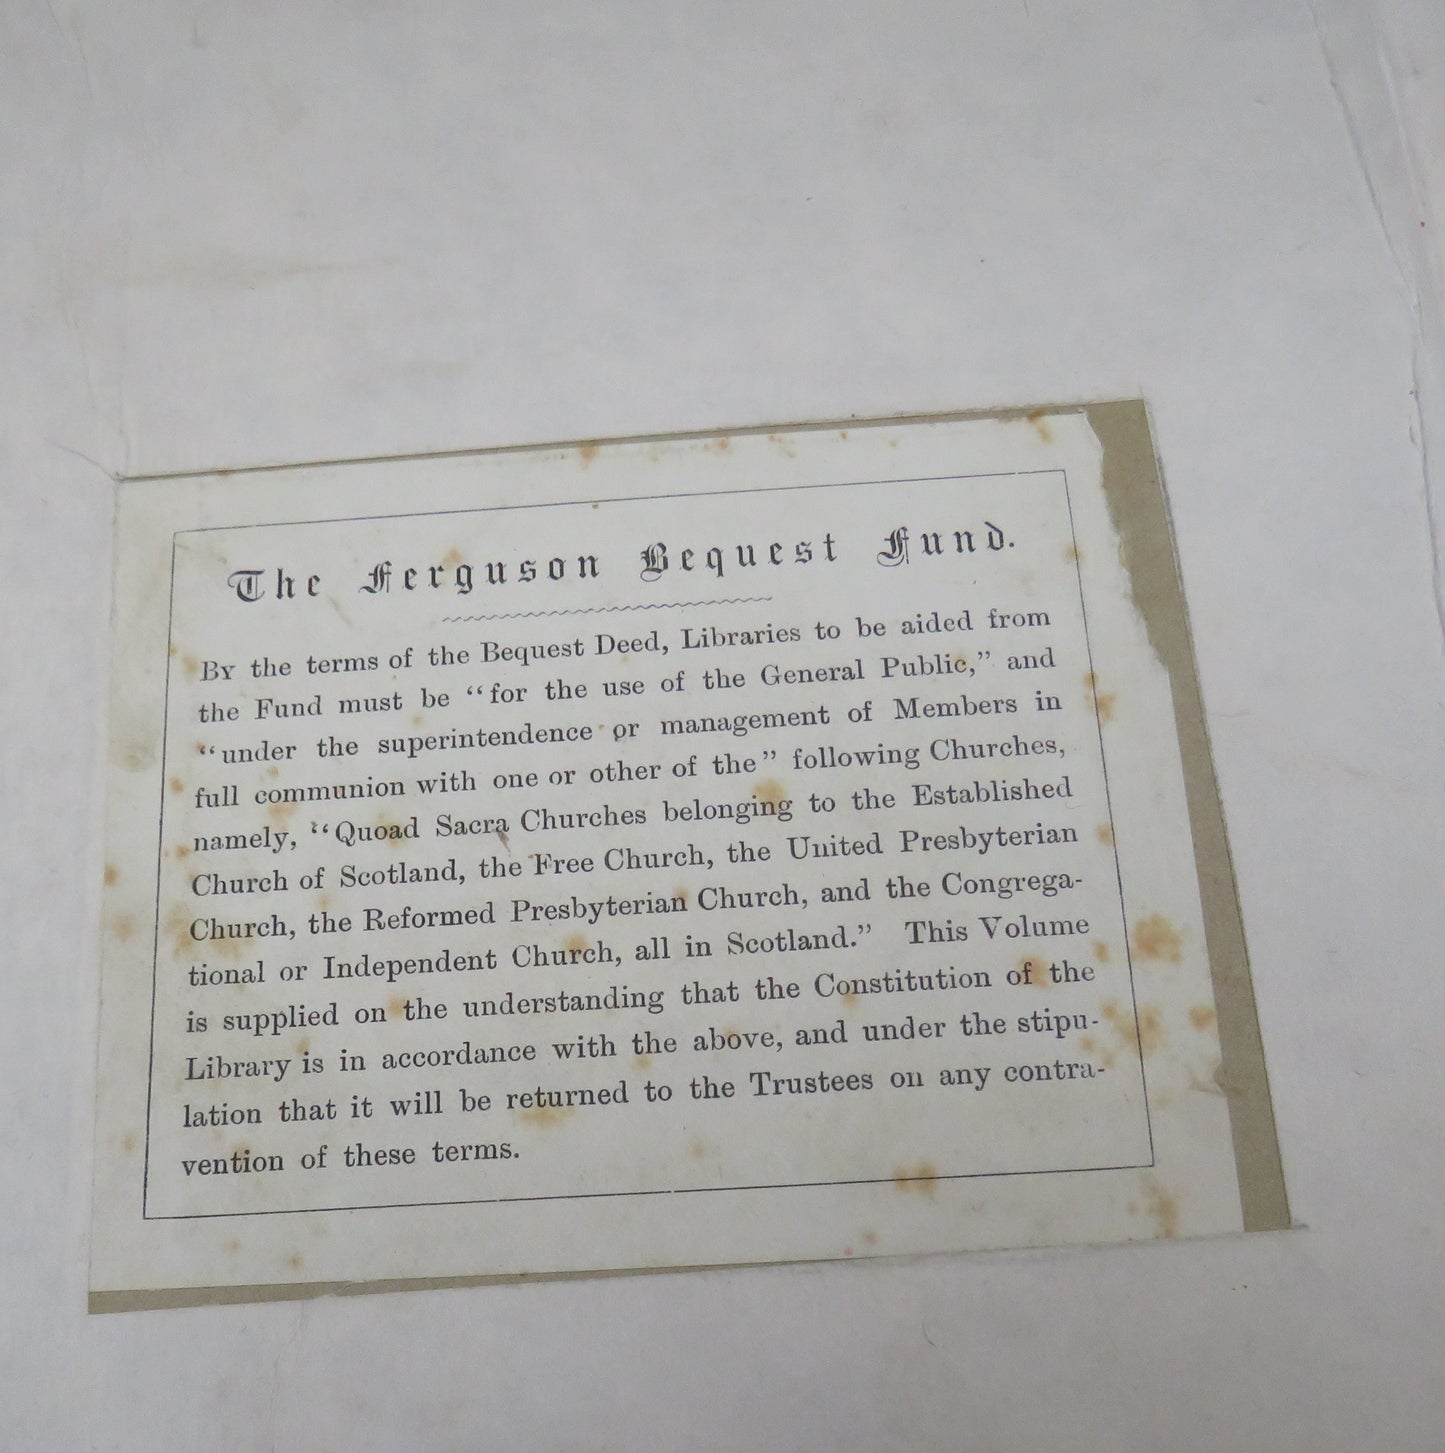 The Ferguson Bequest Fund.
By the terms of the Bequest Deed, Libraries to be aided from
the Fund must be “for the use of the General Public,” and
“under the superintendence or management of Members in
full communion with one or other of the” following Churches,
namely, “Quoad Sacra Churches belonging to the Established
Church of Scotland, the Free Church, the United Presbyterian
Church, the Reformed Presbyterian Church, and the Congrega-
tional or Independent Church, all in Scotland.” This Volume
is supplied on the understanding that the Constitution of the
Library is in accordance with the above, and under the stipu-
lation that it will be returned to the Trustees on any contra-
vention of these terms.